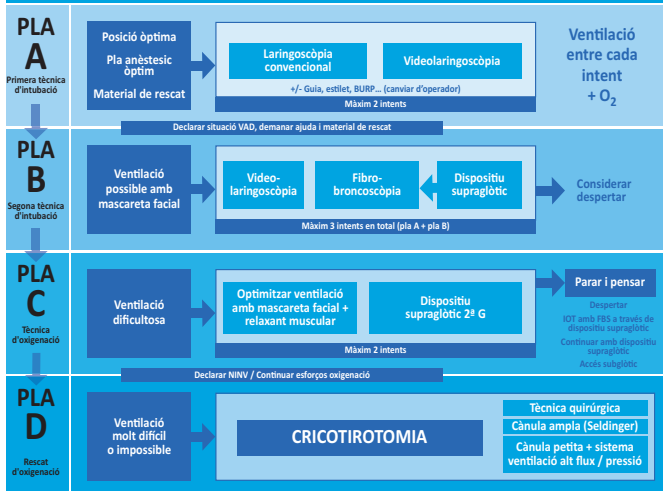 PLA
A
Primera tècnica
d'intubació
Posició òptima
Pla anèstesic
òptim
Material de rescat
Laringoscòpia
convencional
Videolaringoscòpia
+/- Guia, estilet, BURP... (canviar d'operador)
Màxim 2 intents
Ventilació
entre cada
intent
+ O2
Declarar situació VAD, demanar ajuda i material de rescat
PLA
B
Segona tècnica
d'intubació
Ventilació
possible amb
mascareta facial
Video-
laringoscòpia
Fibro-
broncoscòpia
Dispositiu
supraglòtic
Màxim 3 intents en total (pla A + pla B)
Considerar
despertar
PLA
C
Tècnica
d'oxigenació
Ventilació
dificultosa
Optimitzar ventilació
amb mascareta facial +
relaxant muscular
Dispositiu
supraglòtic 2ª G
Màxim 2 intents
Parar i pensar
Despertar
IOT amb FBS a través de
dispositiu supraglòtic
Continuar amb dispositiu
supraglòtic
Accés subglòtic
Declarar NINV / Continuar esforços oxigenació
PLA
D
Rescat
d'oxigenació
Ventilació
molt difícil
o impossible
CRICOTIROTOMIA
Tècnica quirúrgica
Cànula ampla (Seldinger)
Cànula petita + sistema
ventilació alt flux / pressió